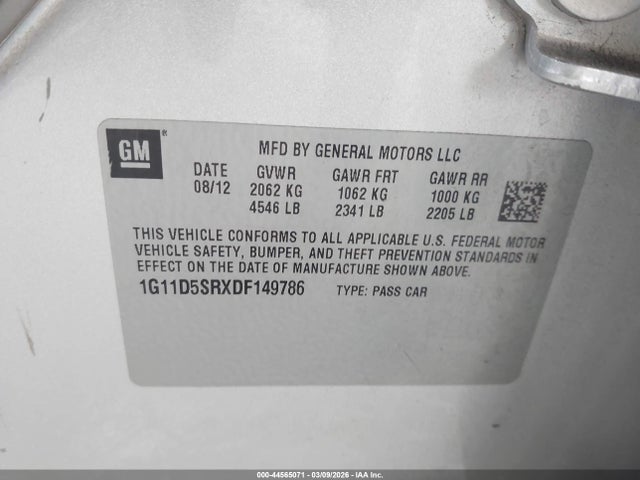 GM ®
MFD BY GENERAL MOTORS LLC
DATE GVWR GAWR FRT GAWR RR
08/12 2062 KG 1062 KG 1000 KG
4546 LB 2341 LB 2205 LB
THIS VEHICLE CONFORMS TO ALL APPLICABLE U.S. FEDERAL MOTOR
VEHICLE SAFETY, BUMPER, AND THEFT PREVENTION STANDARDS IN
EFFECT ON THE DATE OF MANUFACTURE SHOWN ABOVE.
1G11D5SRXDF149786 TYPE: PASS CAR
000-44565071 | 03/09/2026 | IAA Inc.